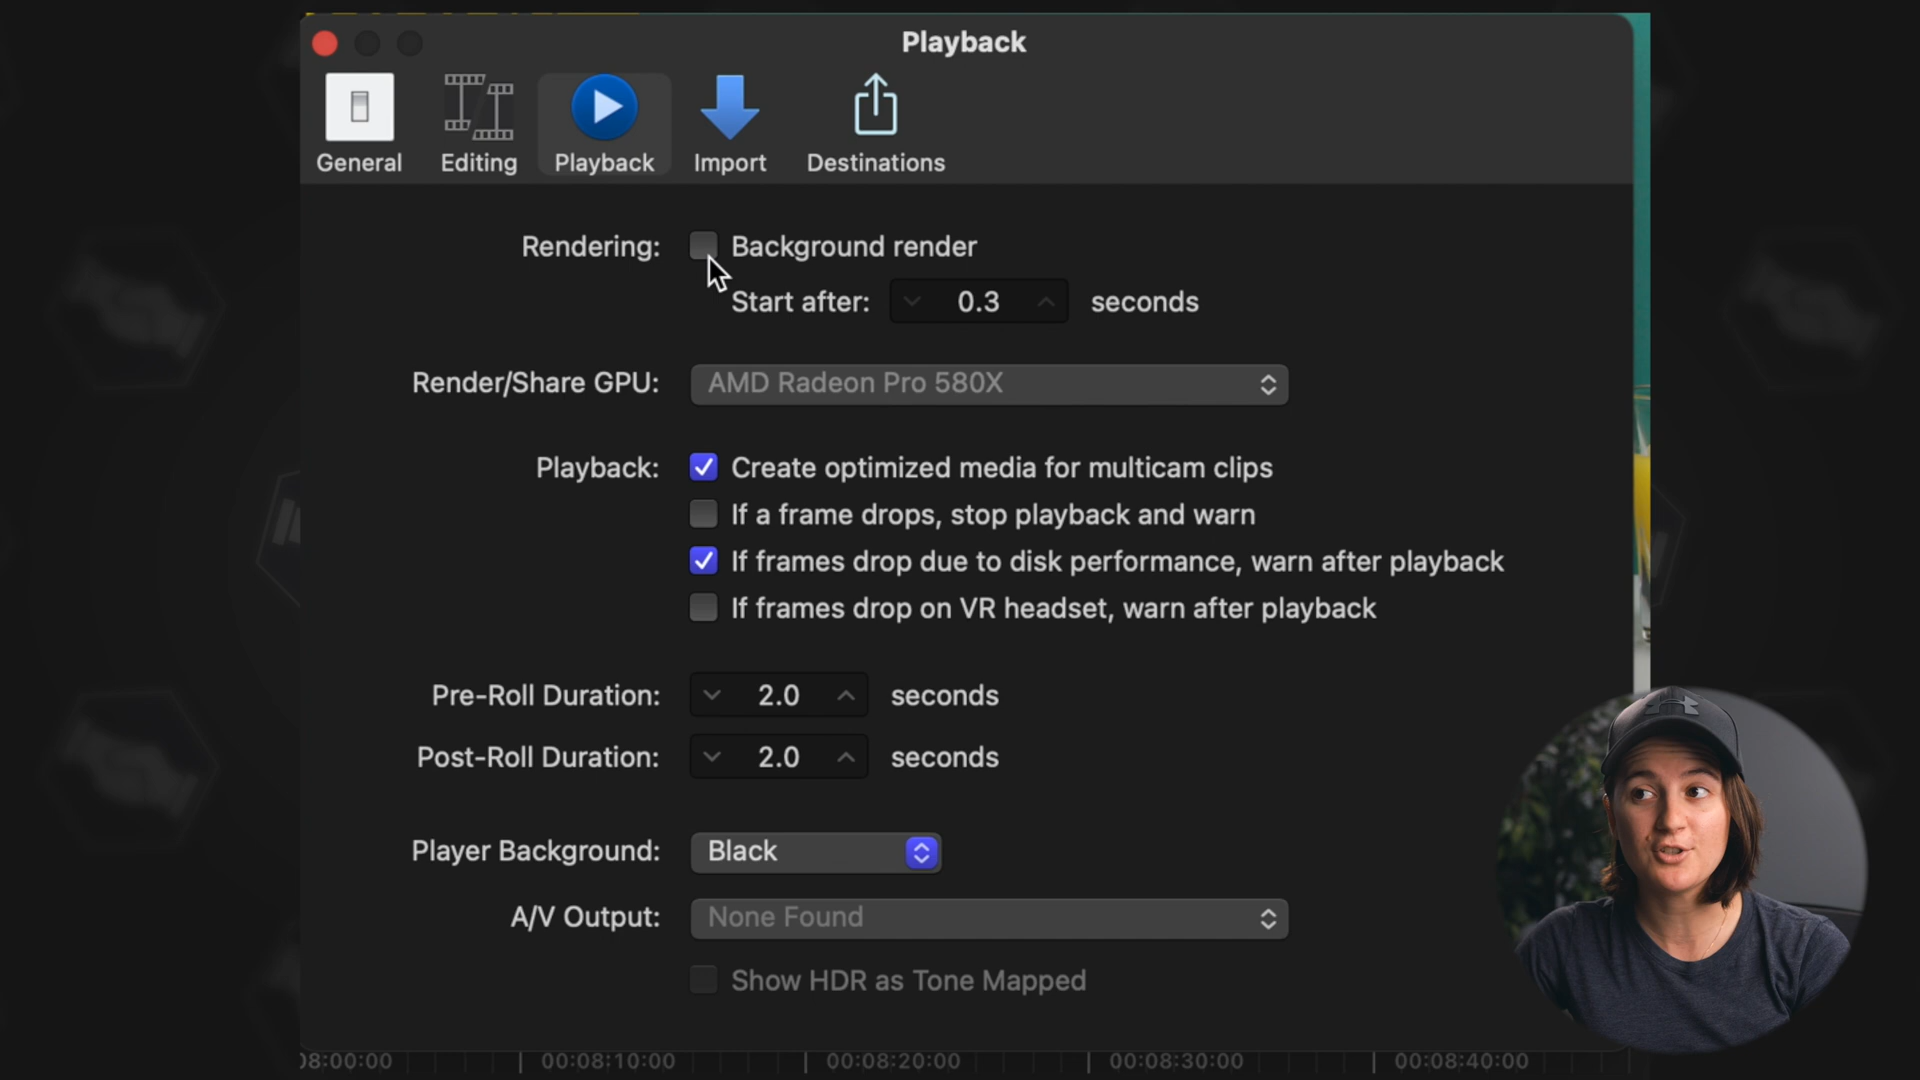 Playback
General Editing Playback Import Destinations
Rendering: Background render
Start after: 0.3 seconds
Render/Share GPU: AMD Radeon Pro 580X
Playback: Create optimized media for multicam clips
If a frame drops, stop playback and warn
If frames drop due to disk performance, warn after playback
If frames drop on VR headset, warn after playback
Pre-Roll Duration: 2.0 seconds
Post-Roll Duration: 2.0 seconds
Player Background: Black
A/V Output: None Found
Show HDR as Tone Mapped
08:00:00 00:08:10:00 00:08:20:00 00:08:30:00 00:08:40:00